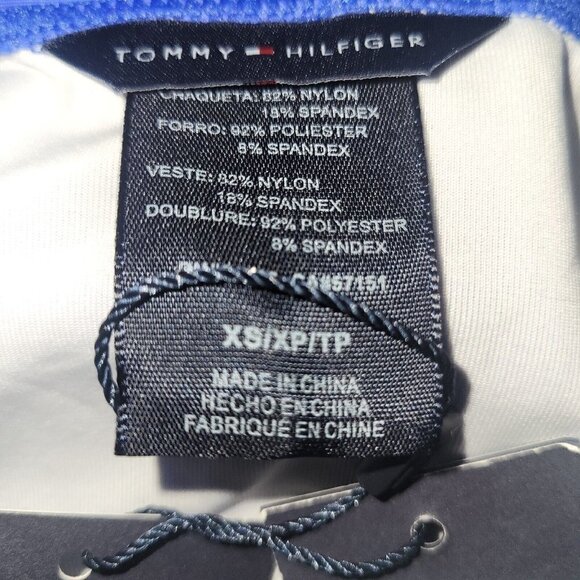 TOMMY HILFIGER
CHAQUETA: 82% NYLON
18% SPANDEX
FORRO: 92% POLIESTER
8% SPANDEX
VESTE: 82% NYLON
18% SPANDEX
DOUBLURE: 92% POLYESTER
8% SPANDEX
XS/XP/TP
MADE IN CHINA
HECHO EN CHINA
FABRIQUÉ EN CHINE